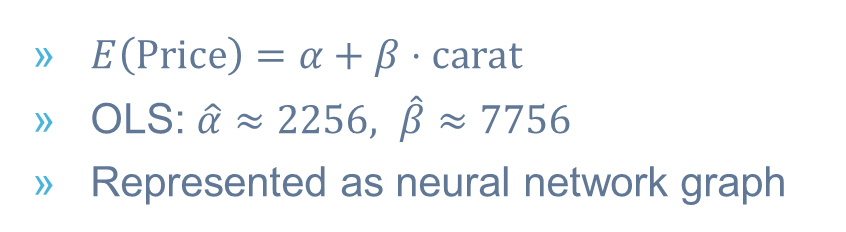 » E(Price) = α + β · carat
» OLS: α̂ ≈ 2256, β̂ ≈ 7756
» Represented as neural network graph